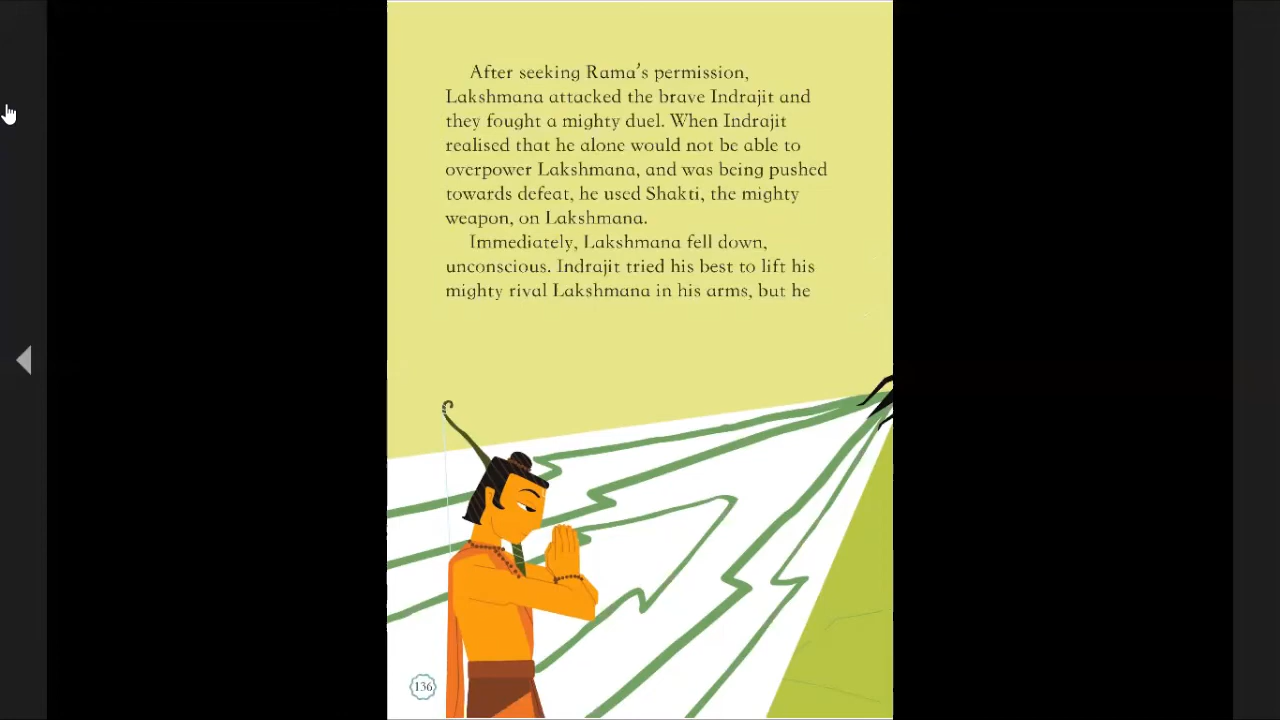 After seeking Rama's permission,
Lakshmana attacked the brave Indrajit and
they fought a mighty duel. When Indrajit
realised that he alone would not be able to
overpower Lakshmana, and was being pushed
towards defeat, he used Shakti, the mighty
weapon, on Lakshmana.
Immediately, Lakshmana fell down,
unconscious. Indrajit tried his best to lift his
mighty rival Lakshmana in his arms, but he
136